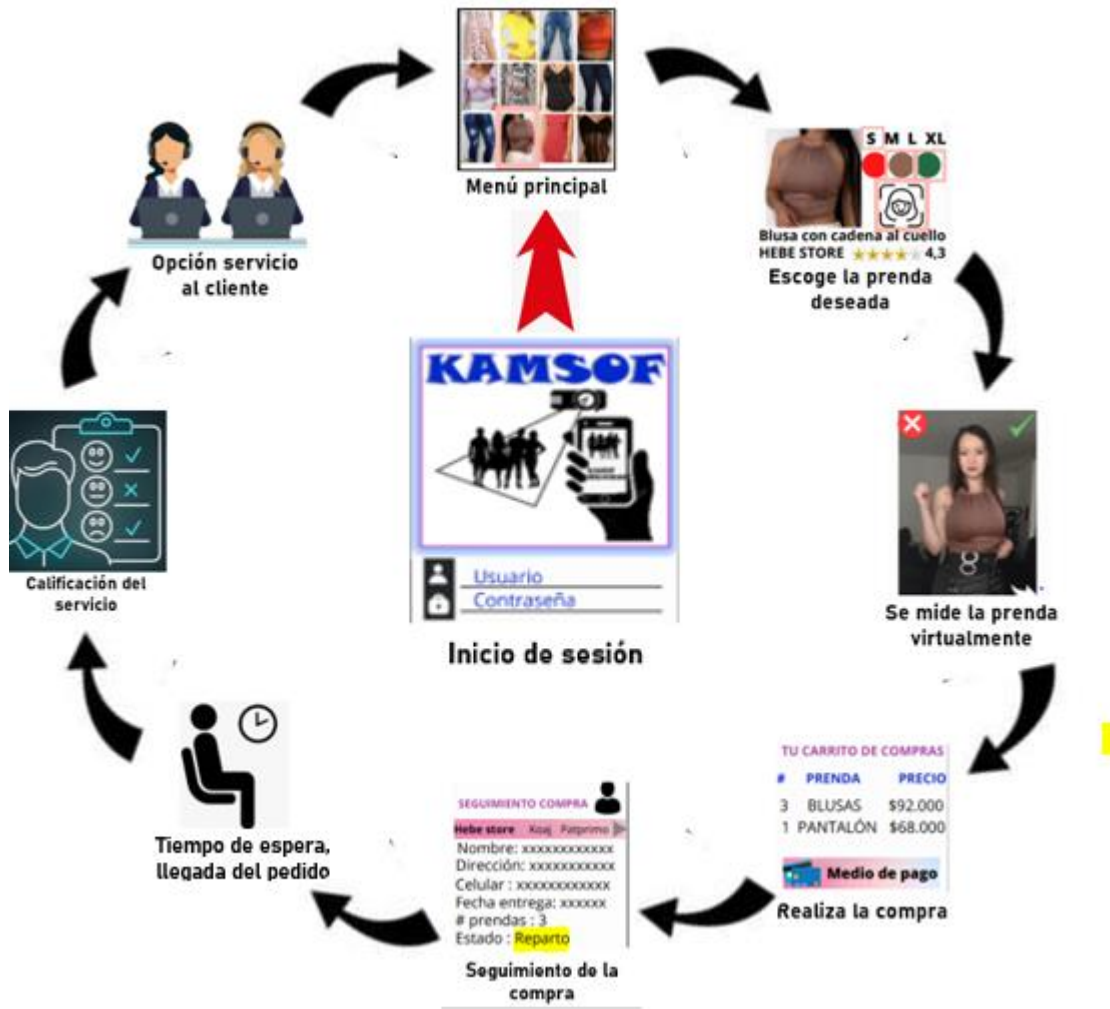 Menú principal
S M L XL
Blusa con cadena al cuello
HEBE STORE 4,3
Escoge la prenda
deseada
Se mide la prenda
virtualmente
TU CARRITO DE COMPRAS
# PRENDA PRECIO
3 BLUSAS $92.000
1 PANTALÓN $68.000
Medio de pago
Realiza la compra
SEGUIMIENTO COMPRA
Hebe store Koaj Patprimo
Nombre: xxxxxxxxxxxx
Dirección: xxxxxxxxxxx
Celular : xxxxxxxxxxxx
Fecha entrega: xxxxxx
# prendas : 3
Estado : Reparto
Seguimiento de la
compra
Tiempo de espera,
llegada del pedido
Calificación del
servicio
Opción servicio
al cliente
KAMSOF
Usuario
Contraseña
Inicio de sesión